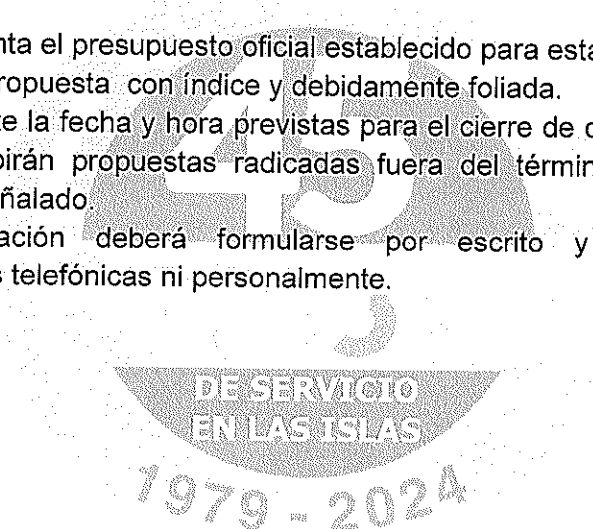 nta el presupuesto oficial establecido para esta
ropuesta con índice y debidamente foliada.
te la fecha y hora previstas para el cierre de
birán propuestas radicadas fuera del términ
ñalado.
ación deberá formularse por escrito y
s telefónicas ni personalmente.
45
DE SERVICIO
EN LAS ISLAS
1979 - 2024